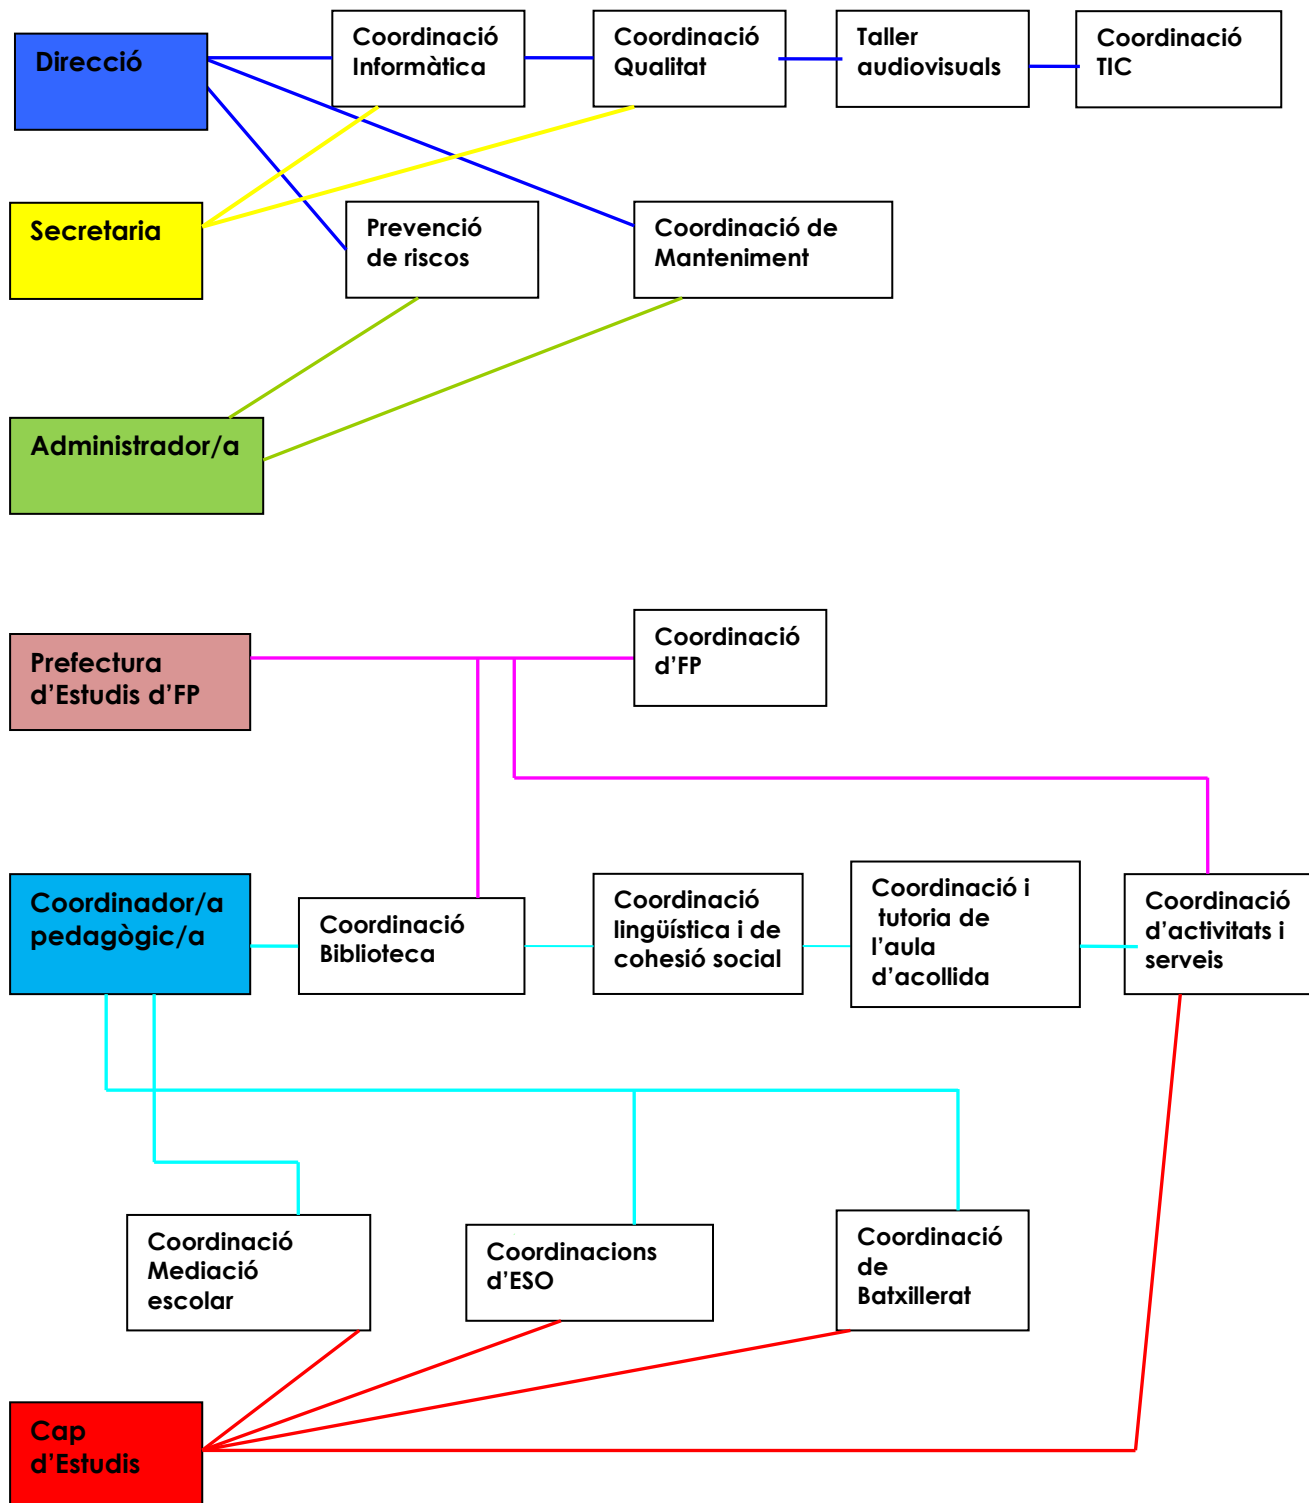 Direcció
Coordinació
Informàtica
Coordinació
Qualitat
Taller
audiovisuals
Coordinació
TIC
Secretaria
Prevenció
de riscos
Coordinació de
Manteniment
Administrador/a
Prefectura
d’Estudis d’FP
Coordinació
d’FP
Coordinador/a
pedagògic/a
Coordinació
Biblioteca
Coordinació
lingüística i de
cohesió social
Coordinació i
tutoria de
l’aula
d’acollida
Coordinació
d’activitats i
serveis
Coordinació
Mediació
escolar
Coordinacions
d’ESO
Coordinació
de
Batxillerat
Cap
d’Estudis